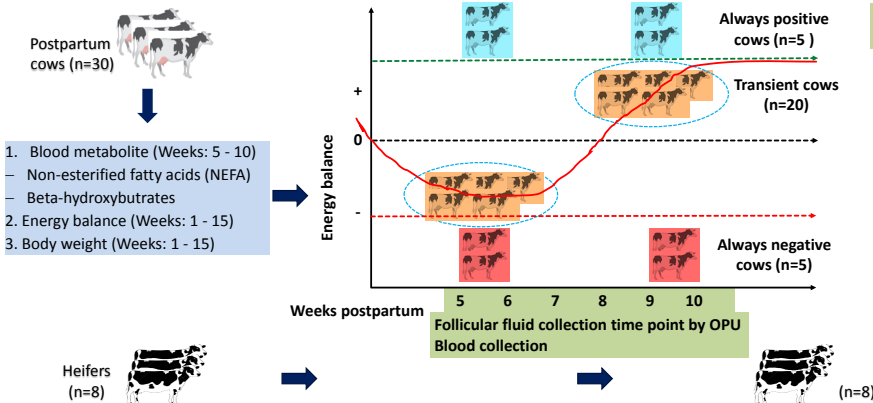 Postpartum
cows (n=30)
1. Blood metabolite (Weeks: 5 - 10)
– Non-esterified fatty acids (NEFA)
– Beta-hydroxybutrates
2. Energy balance (Weeks: 1 - 15)
3. Body weight (Weeks: 1 - 15)
Energy balance
+
0
-
Always positive
cows (n=5 )
Transient cows
(n=20)
Always negative
cows (n=5)
Weeks postpartum 5 6 7 8 9 10
Follicular fluid collection time point by OPU
Blood collection
Heifers
(n=8)
(n=8)